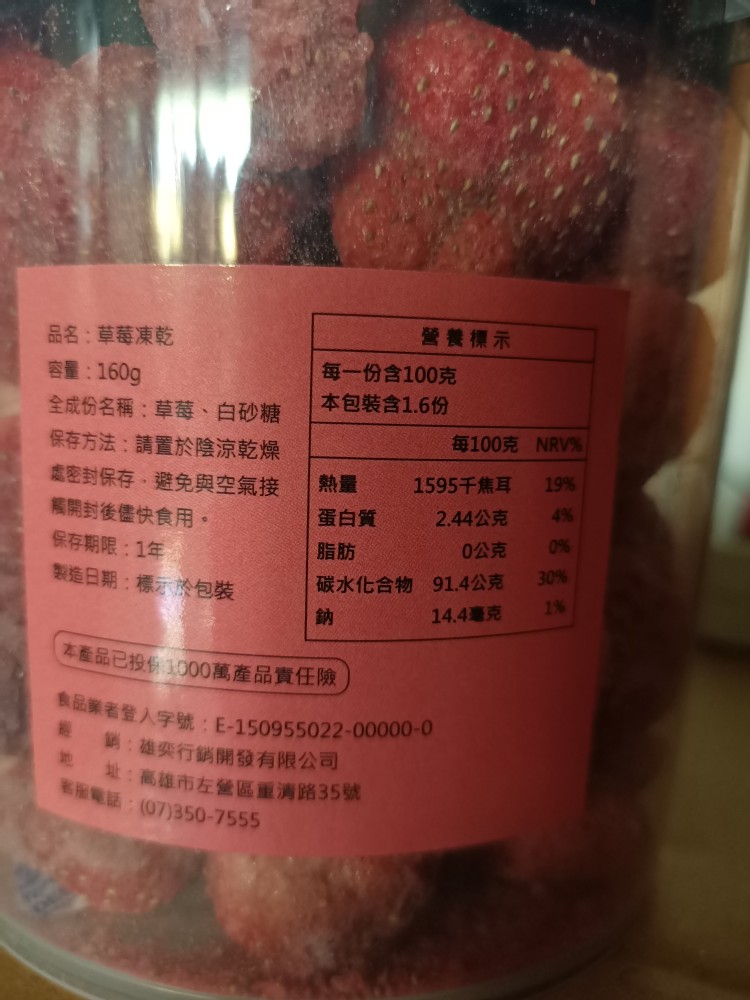 品名：草莓凍乾
容量：160g
全成份名稱：草莓、白砂糖
保存方法：請置於陰涼乾燥
處密封保存，避免與空氣接
觸開封後儘快食用。
保存期限：1年
製造日期：標示於包裝
營養標示
每一份含100克
本包裝含1.6份
每100克 NRV%
熱量 1595千焦耳 19%
蛋白質 2.44公克 4%
脂肪 0公克 0%
碳水化合物 91.4公克 30%
鈉 14.4毫克 1%
本產品已投保1000萬產品責任險
食品業者登入字號：E-150955022-00000-0
經 銷：雄奕行銷開發有限公司
地 址：高雄市左營區重清路35號
客服電話：(07)350-7555